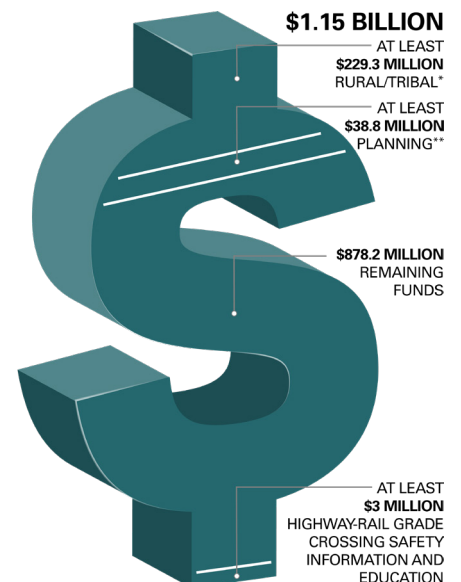 $1.15 BILLION
AT LEAST
$229.3 MILLION
RURAL/TRIBAL*
AT LEAST
$38.8 MILLION
PLANNING**
$878.2 MILLION
REMAINING
FUNDS
AT LEAST
$3 MILLION
HIGHWAY-RAIL GRADE
CROSSING SAFETY
INFORMATION AND
EDUCATION